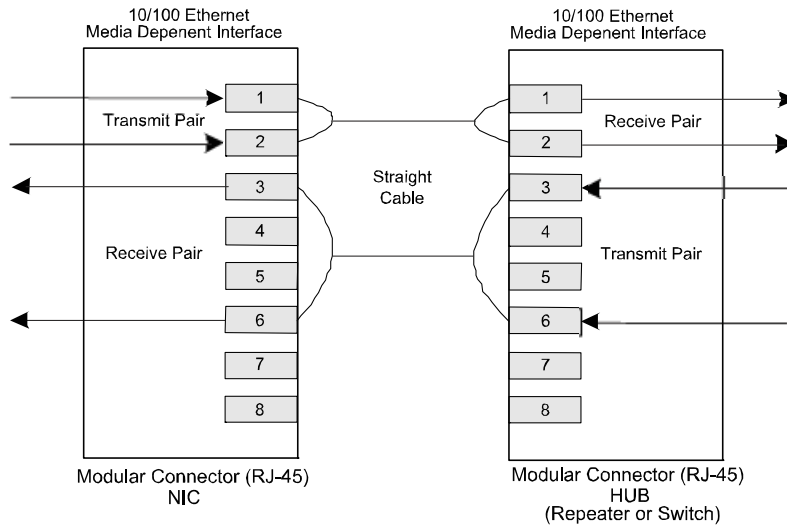 10/100 Ethernet
Media Depenent Interface
10/100 Ethernet
Media Depenent Interface
1
Transmit Pair
2
3
4
Receive Pair
5
6
7
8
Straight
Cable
1
Receive Pair
2
3
4
Transmit Pair
5
6
7
8
Modular Connector (RJ-45)
NIC
Modular Connector (RJ-45)
HUB
(Repeater or Switch)